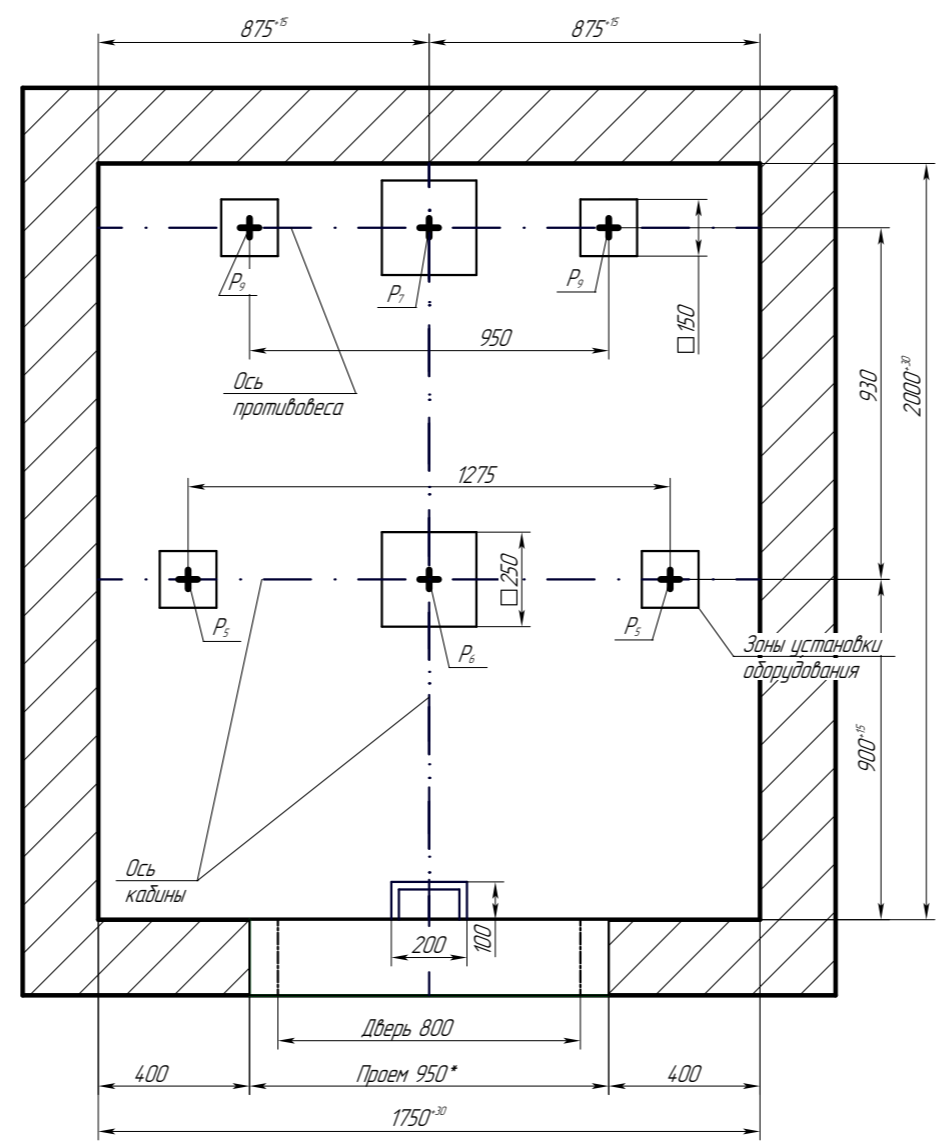 875⁺¹⁵ 875⁺¹⁵
P₉ P₇ P₉
□150
950
Ось
противовеса
930
2000⁺³⁰
1275
□250
P₅ P₆ P₅
Зоны установки
оборудования
900⁺¹⁵
Ось
кабины
200 100
Дверь 800
400 Проем 950* 400
1750⁺³⁰